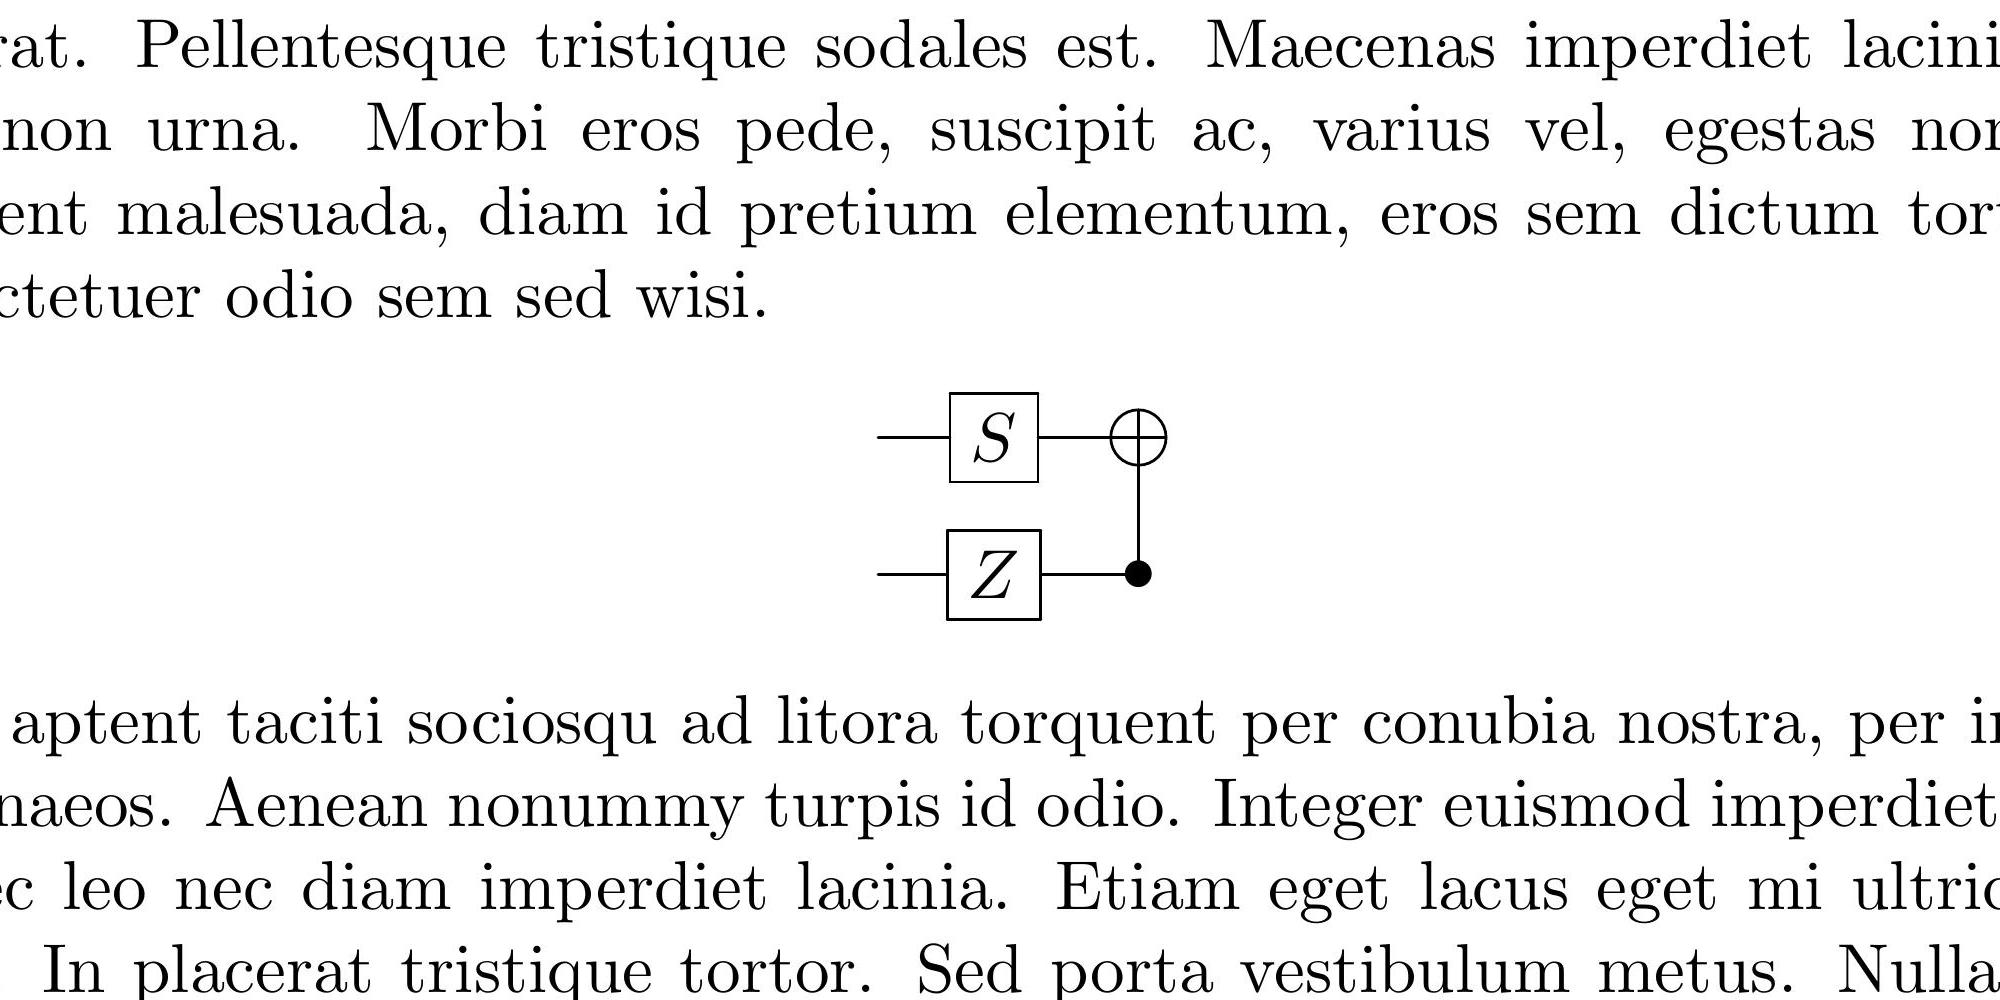 rat. Pellentesque tristique sodales est. Maecenas imperdiet lacini
non urna. Morbi eros pede, suscipit ac, varius vel, egestas non
ent malesuada, diam id pretium elementum, eros sem dictum tort
ctetuer odio sem sed wisi.
S
Z
aptent taciti sociosqu ad litora torquent per conubia nostra, per in
naeos. Aenean nonummy turpis id odio. Integer euismod imperdiet
ec leo nec diam imperdiet lacinia. Etiam eget lacus eget mi ultric
In placerat tristique tortor. Sed porta vestibulum metus. Nulla